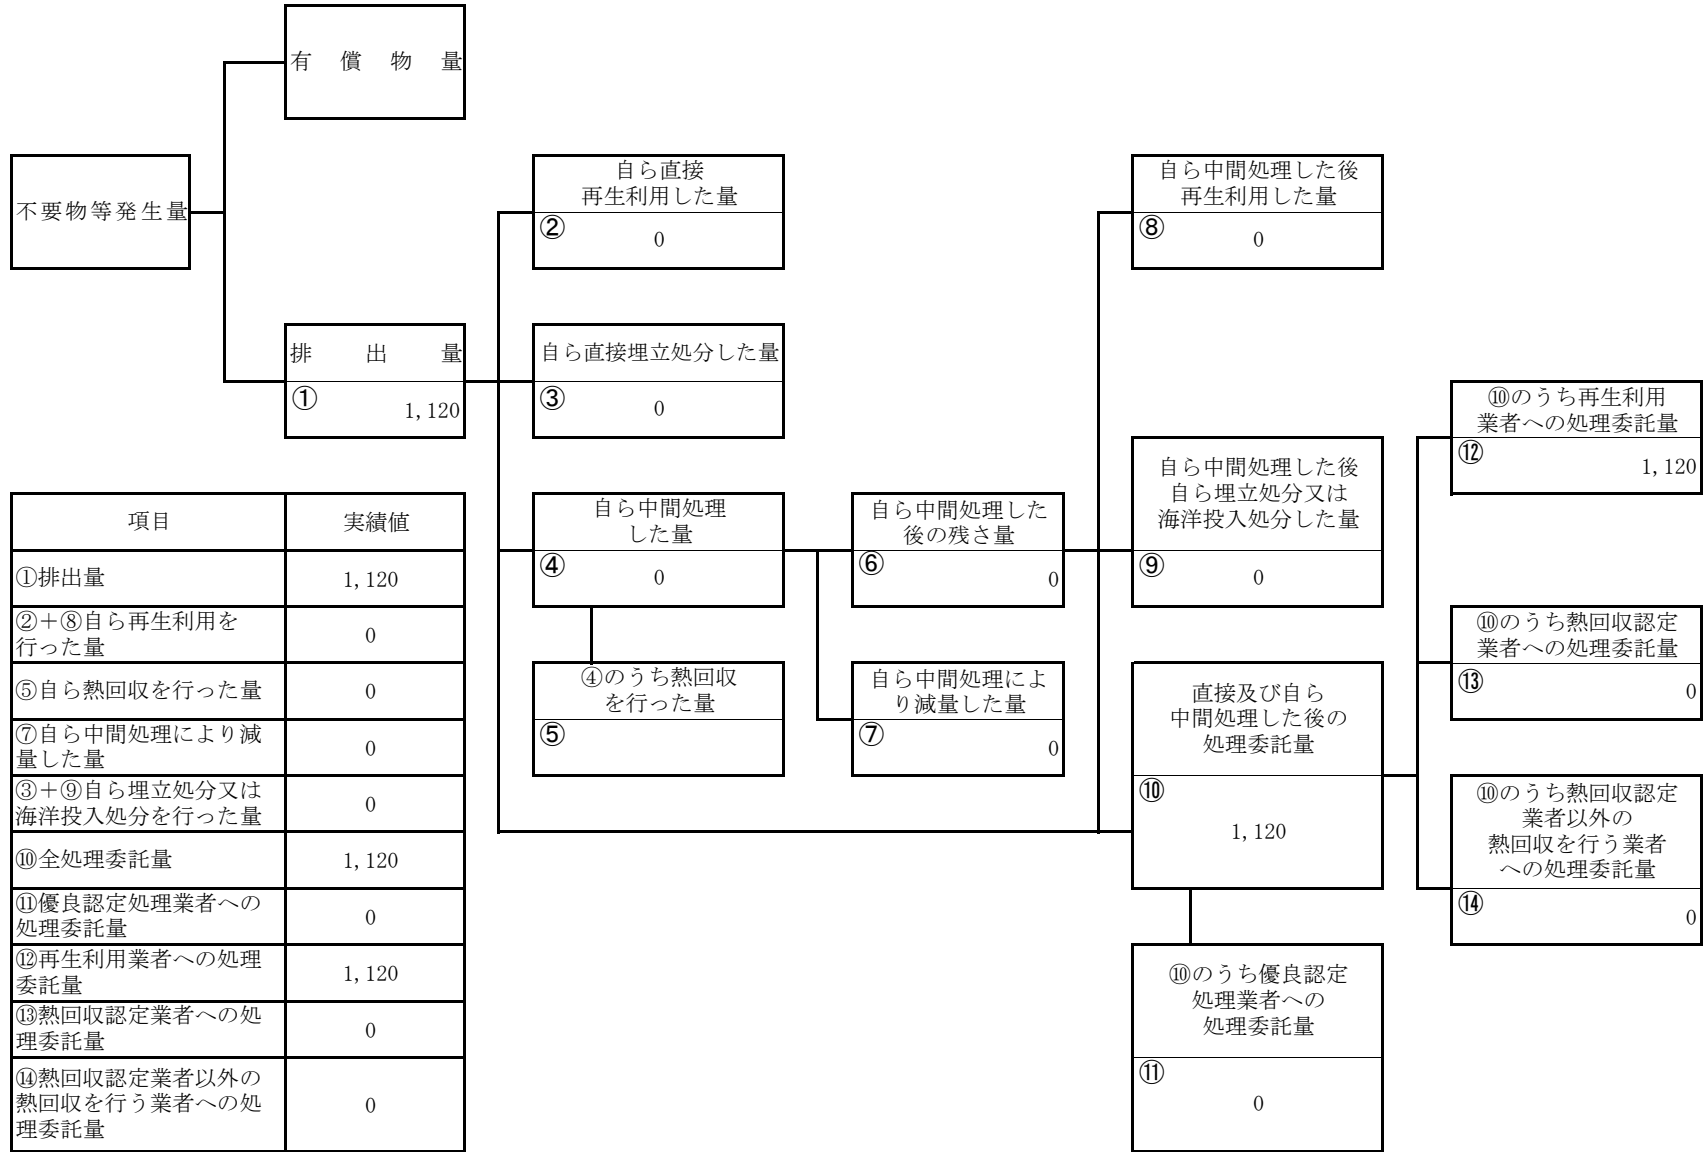 有償物量
不要物等発生量
排出量
①
1,120
自ら直接
再生利用した量
②
0
自ら直接埋立処分した量
③
0
自ら中間処理
した量
④
0
④のうち熱回収
を行った量
⑤
自ら中間処理した
後の残さ量
⑥
0
自ら中間処理によ
り減量した量
⑦
0
自ら中間処理した後
再生利用した量
⑧
0
自ら中間処理した後
自ら埋立処分又は
海洋投入処分した量
⑨
0
直接及び自ら
中間処理した後の
処理委託量
⑩
1,120
⑩のうち優良認定
処理業者への
処理委託量
⑪
0
⑩のうち再生利用
業者への処理委託量
⑫
1,120
⑩のうち熱回収認定
業者への処理委託量
⑬
0
⑩のうち熱回収認定
業者以外の
熱回収を行う業者
への処理委託量
⑭
0
項目 実績値
①排出量 1,120
②+⑧自ら再生利用を
行った量 0
⑤自ら熱回収を行った量 0
⑦自ら中間処理により減
量した量 0
③+⑨自ら埋立処分又は
海洋投入処分を行った量 0
⑩全処理委託量 1,120
⑪優良認定処理業者への
処理委託量 0
⑫再生利用業者への処理
委託量 1,120
⑬熱回収認定業者への処
理委託量 0
⑭熱回収認定業者以外の
熱回収を行う業者への処
理委託量 0